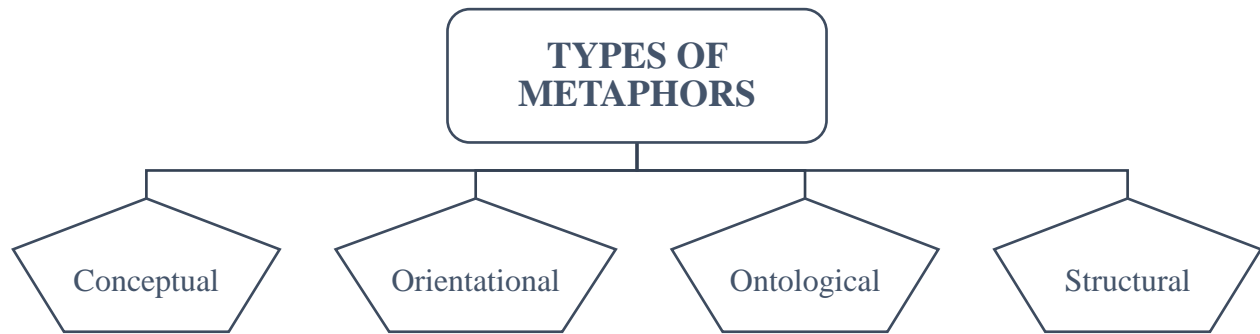 TYPES OF
METAPHORS
Conceptual
Orientational
Ontological
Structural